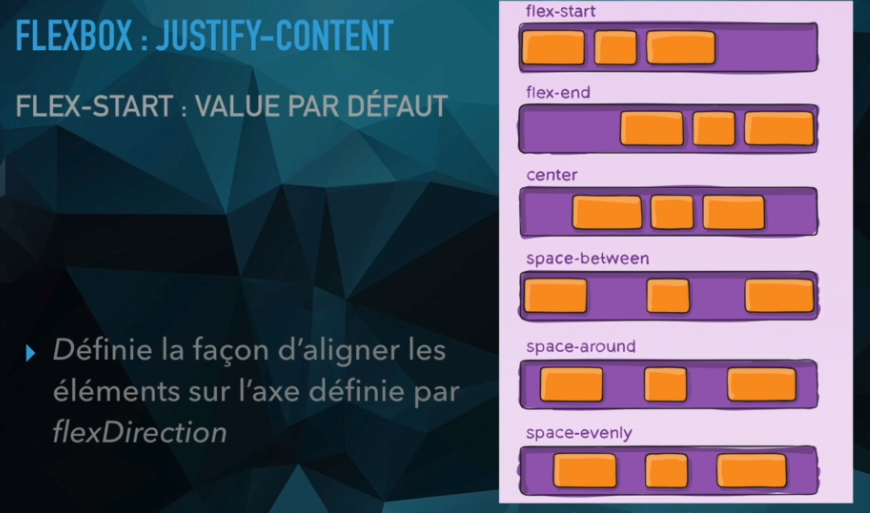 FLEXBOX : JUSTIFY-CONTENT
FLEX-START : VALUE PAR DÉFAUT
Définie la façon d'aligner les
éléments sur l'axe définie par
flexDirection
flex-start
flex-end
center
space-between
space-around
space-evenly